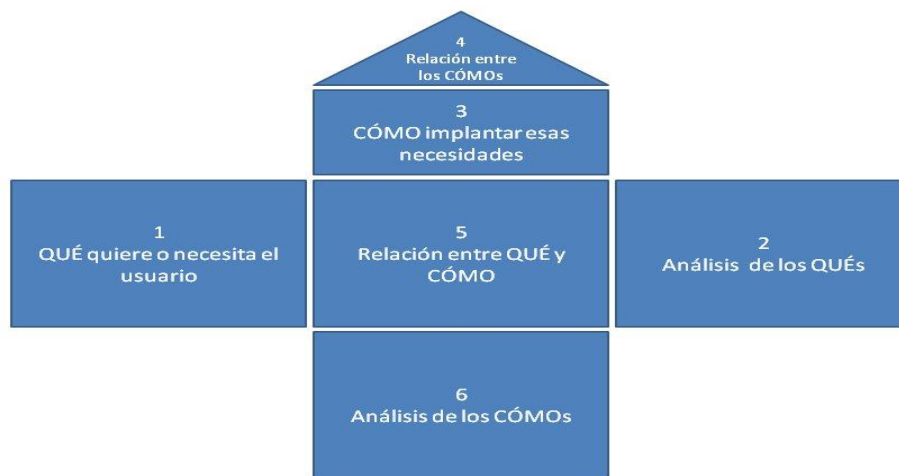 4
Relación entre
los CÓMOs
3
CÓMO implantar esas
necesidades
1
QUÉ quiere o necesita el
usuario
5
Relación entre QUÉ y
CÓMO
2
Análisis de los QUÉs
6
Análisis de los CÓMOs